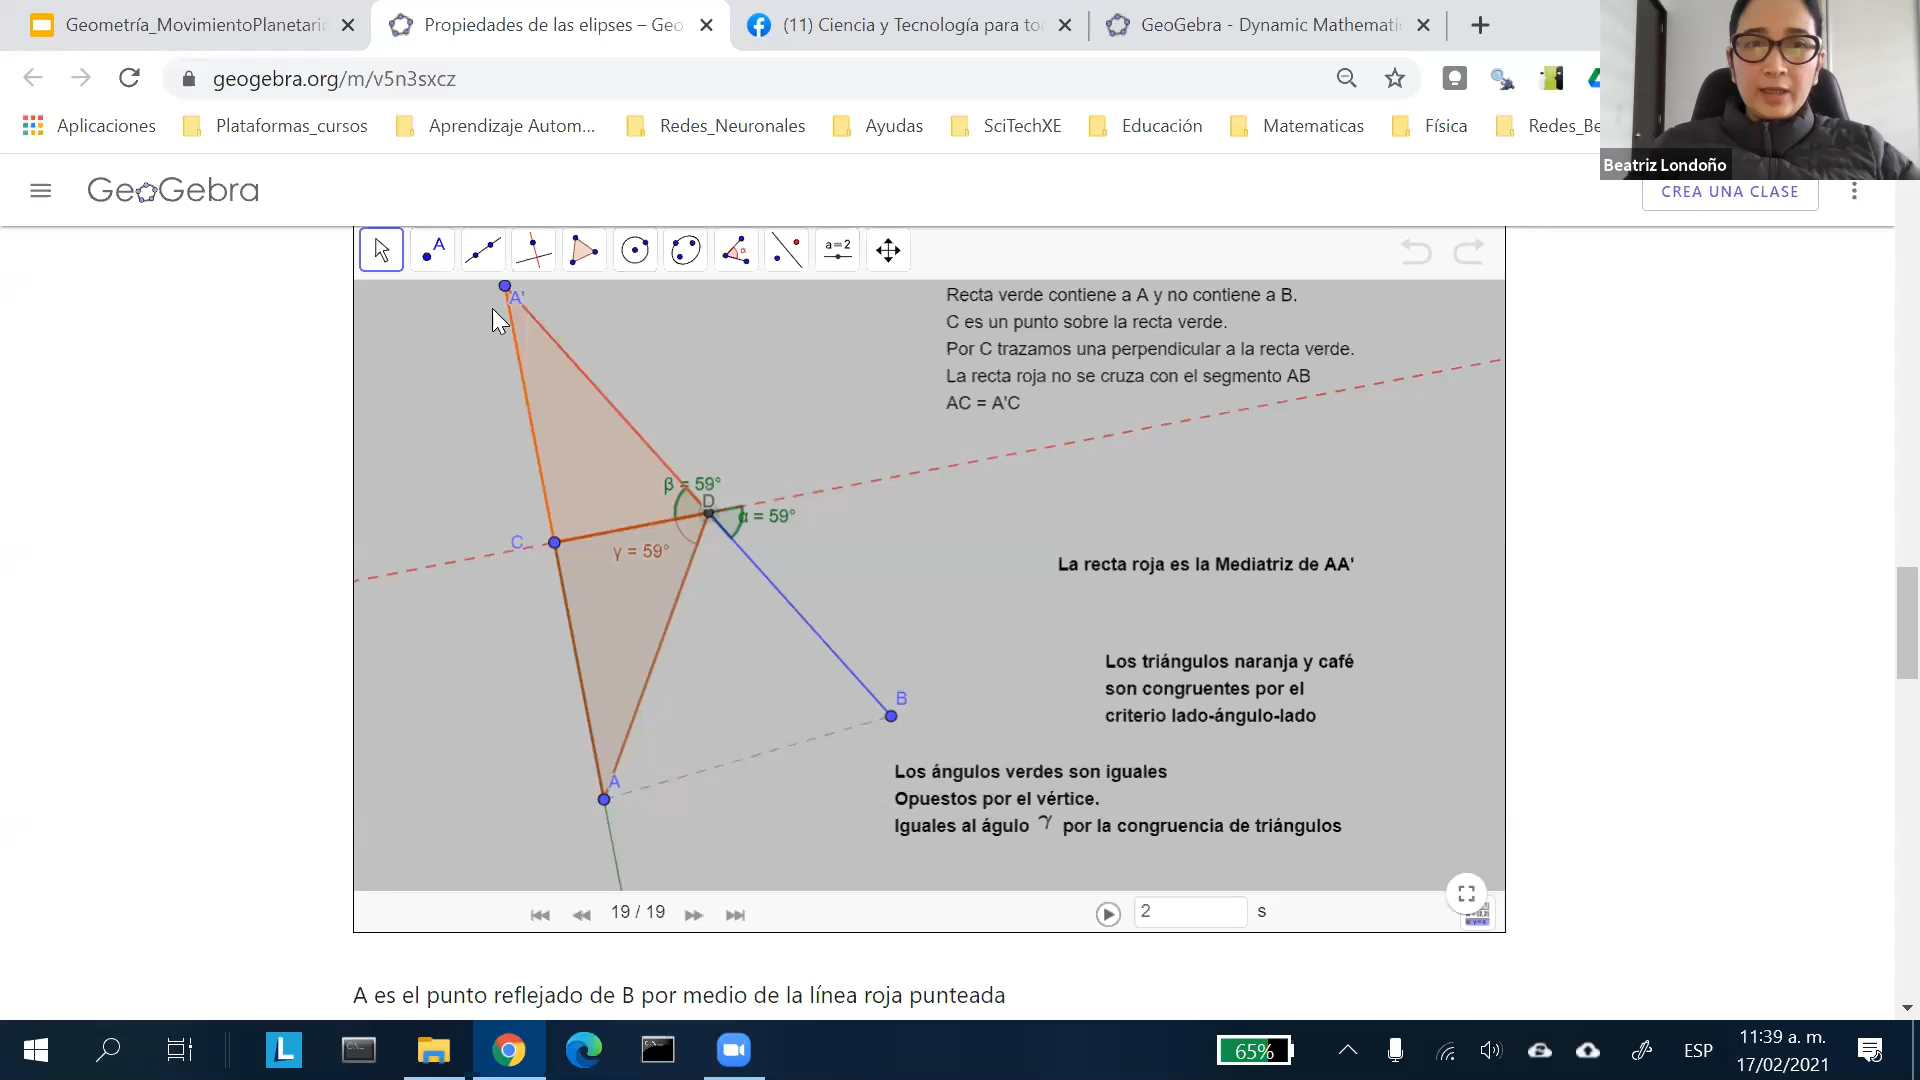 Geometría_MovimientoPlanetari
Propiedades de las elipses – Geo
(11) Ciencia y Tecnología para to
GeoGebra - Dynamic Mathemati
geogebra.org/m/v5n3sxcz
Aplicaciones
Plataformas_cursos
Aprendizaje Autom...
Redes_Neuronales
Ayudas
SciTechXE
Educación
Matematicas
Física
Redes_Be
Beatriz Londoño
GeoGebra
CREA UNA CLASE
A
α
a=2
A'
Recta verde contiene a A y no contiene a B.
C es un punto sobre la recta verde.
Por C trazamos una perpendicular a la recta verde.
La recta roja no se cruza con el segmento AB
AC = A'C
β = 59°
D
α = 59°
C
γ = 59°
La recta roja es la Mediatriz de AA'
Los triángulos naranja y café
son congruentes por el
criterio lado-ángulo-lado
B
A
Los ángulos verdes son iguales
Opuestos por el vértice.
Iguales al águlo γ por la congruencia de triángulos
19 / 19
2
s
A es el punto reflejado de B por medio de la línea roja punteada
L
65%
ESP
11:39 a. m.
17/02/2021